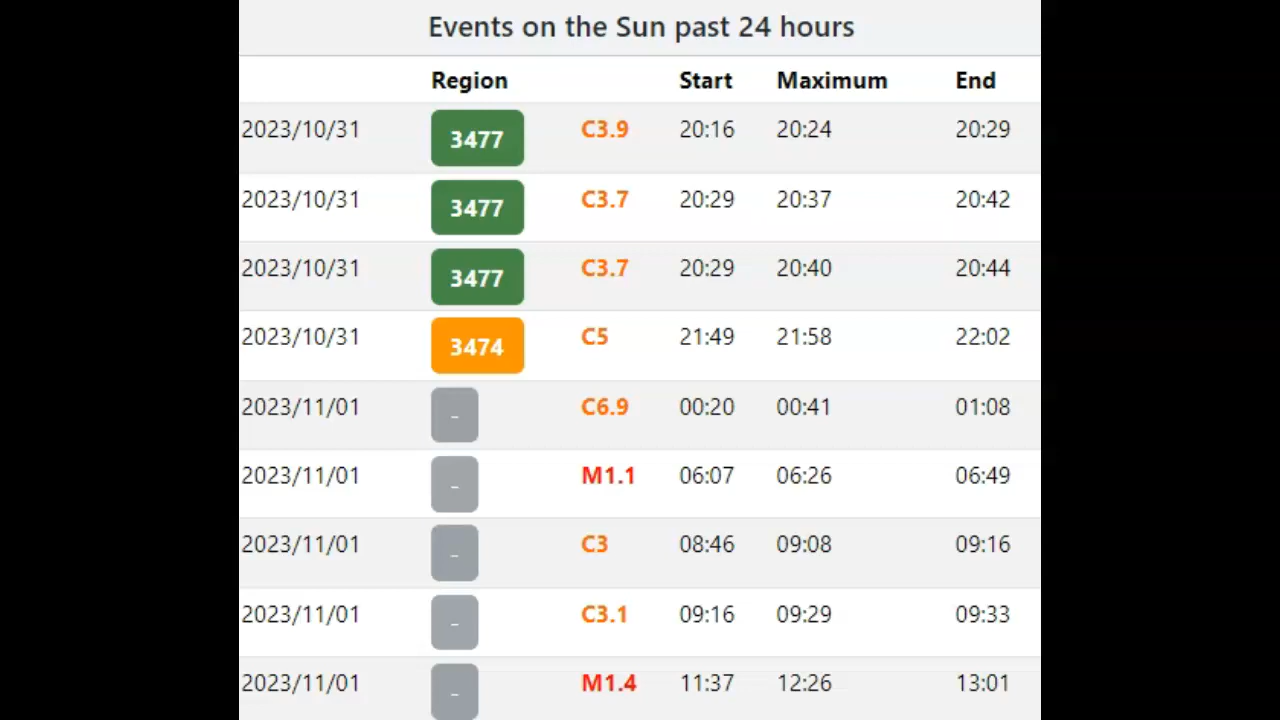 Events on the Sun past 24 hours
Region Start Maximum End
2023/10/31 3477 C3.9 20:16 20:24 20:29
2023/10/31 3477 C3.7 20:29 20:37 20:42
2023/10/31 3477 C3.7 20:29 20:40 20:44
2023/10/31 3474 C5 21:49 21:58 22:02
2023/11/01 - C6.9 00:20 00:41 01:08
2023/11/01 - M1.1 06:07 06:26 06:49
2023/11/01 - C3 08:46 09:08 09:16
2023/11/01 - C3.1 09:16 09:29 09:33
2023/11/01 - M1.4 11:37 12:26 13:01